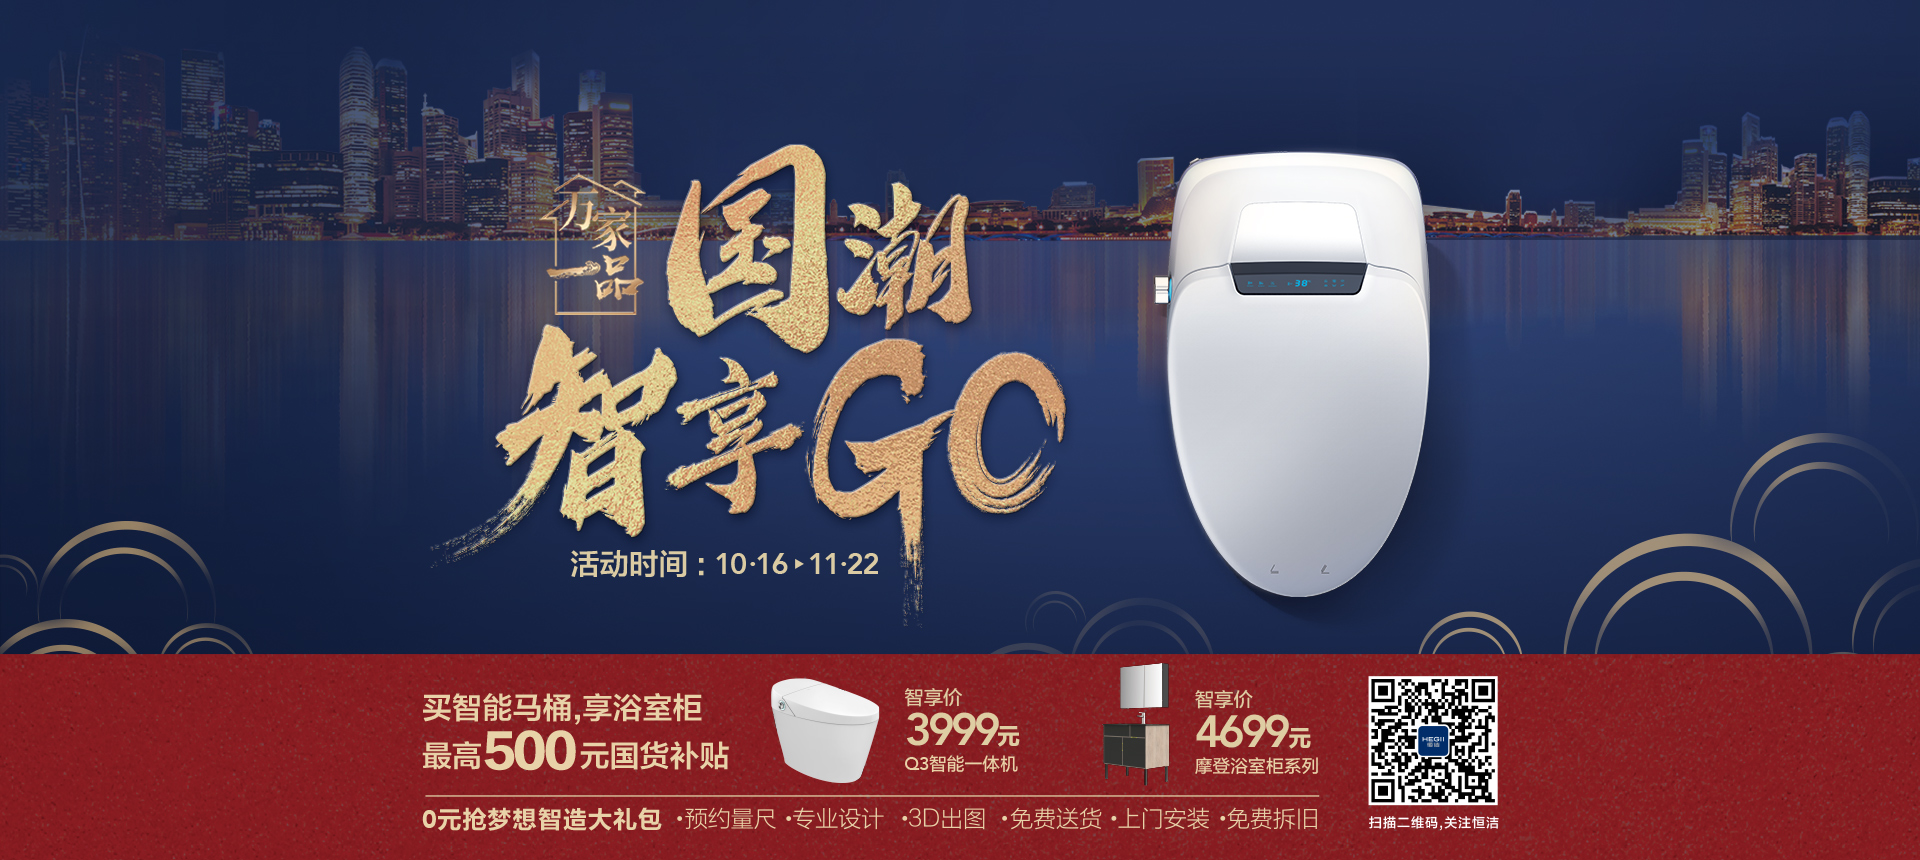 万家
一品
国潮
智享GO
活动时间：10·16▸11·22
38
买智能马桶,享浴室柜
最高500元国货补贴
智享价
3999元
Q3智能一体机
智享价
4699元
摩登浴室柜系列
HEGII
恒洁
0元抢梦想智造大礼包 ·预约量尺 ·专业设计 ·3D出图 ·免费送货 ·上门安装 ·免费拆旧
扫描二维码,关注恒洁